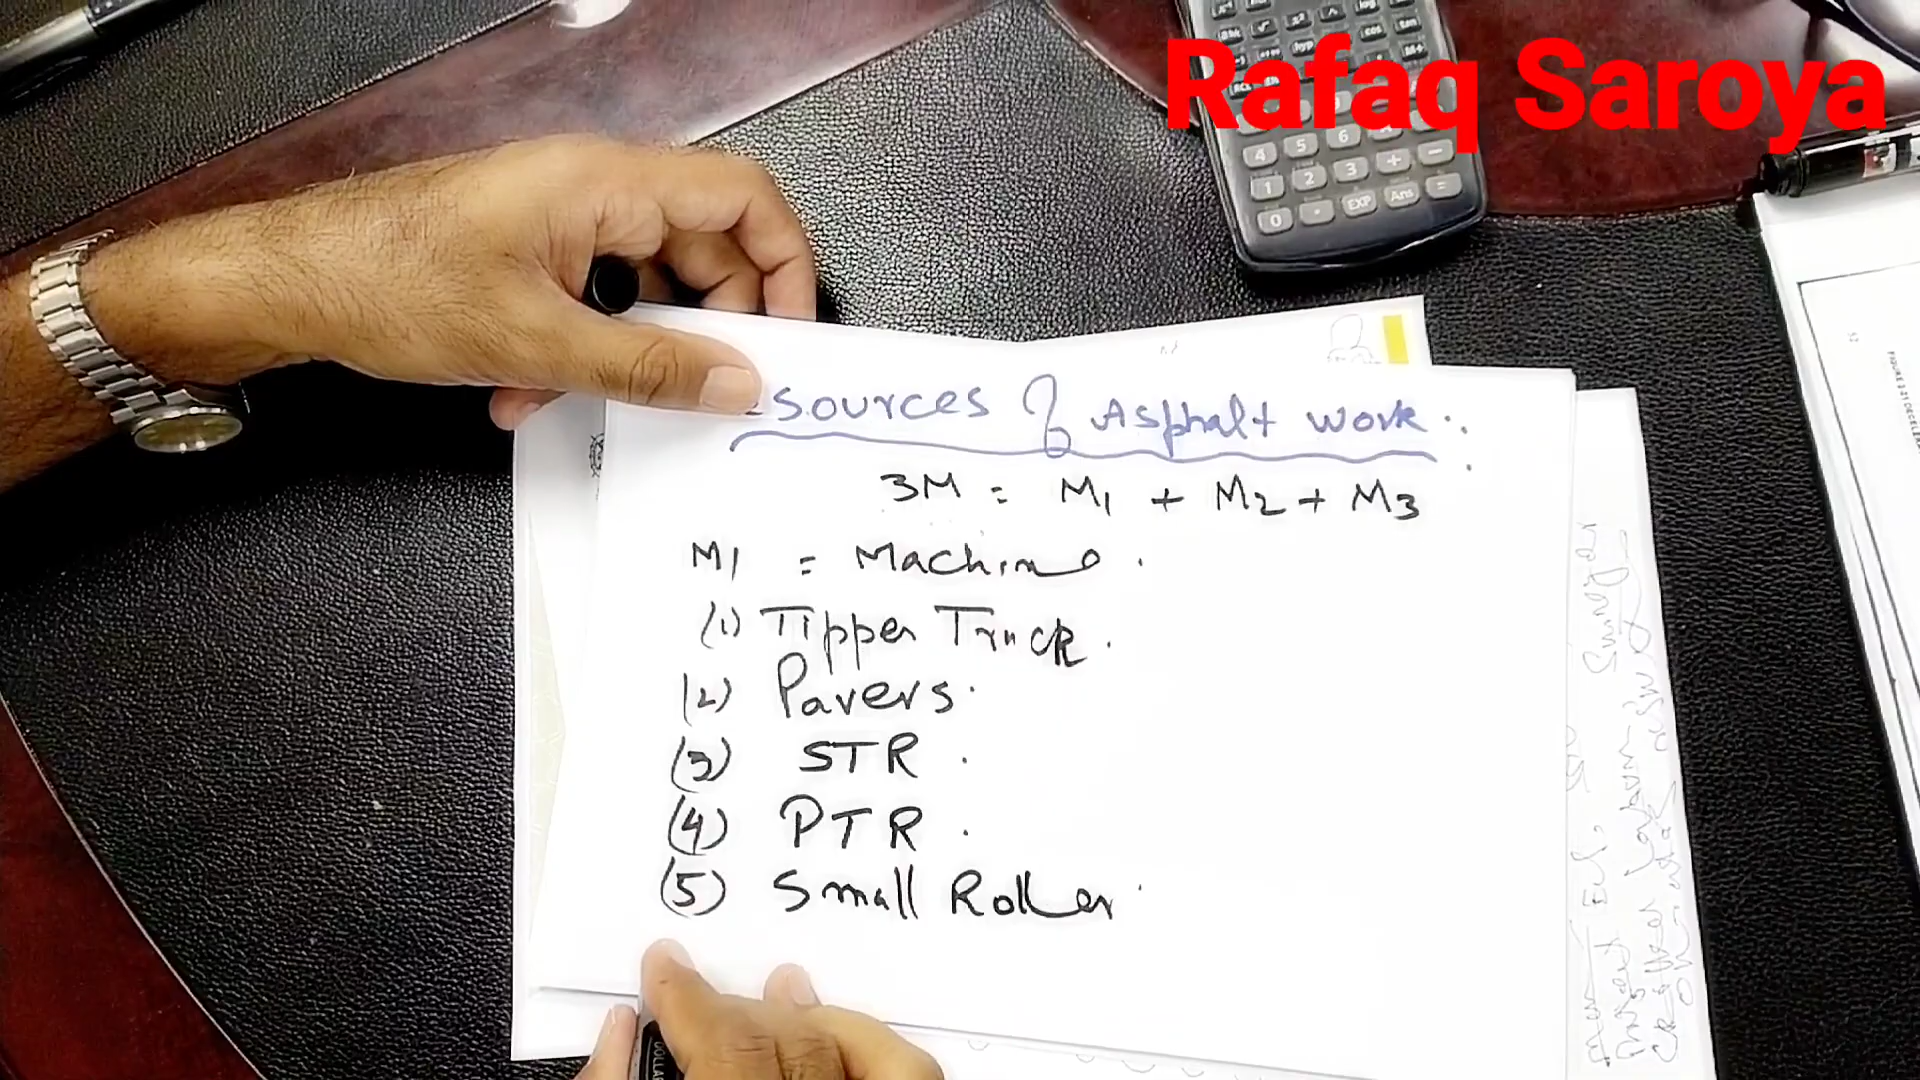 Rafaq Saroya
sources of Asphalt work
3M = M1 + M2 + M3
M1 = Machine.
(1) Tipper Truck.
(2) Pavers.
(3) STR.
(4) PTR.
(5) Small Roller